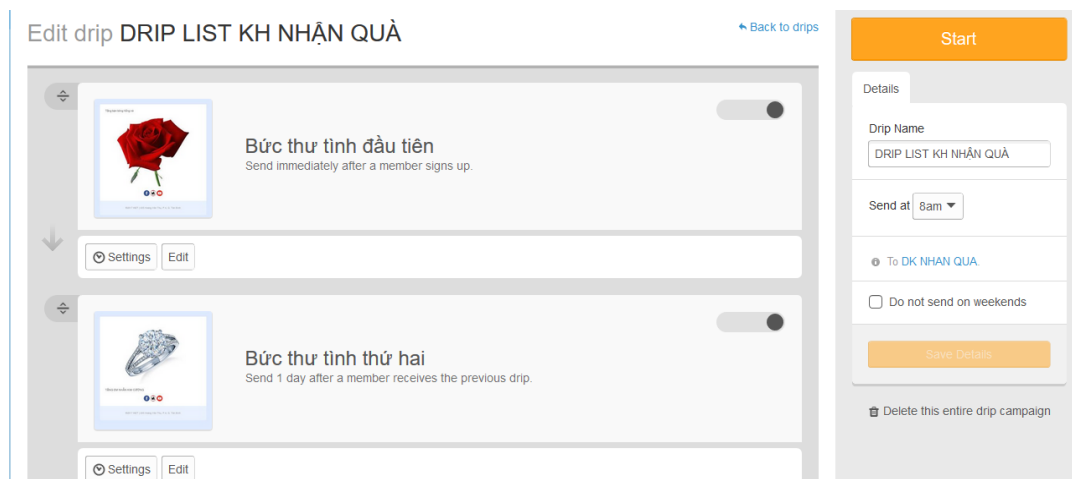 Edit drip DRIP LIST KH NHẬN QUÀ
Back to drips
Bức thư tình đầu tiên
Send immediately after a member signs up.
Settings Edit
Bức thư tình thứ hai
Send 1 day after a member receives the previous drip.
Settings Edit
Start
Details
Drip Name
DRIP LIST KH NHẬN QUÀ
Send at 8am
To DK NHAN QUA.
Do not send on weekends
Save Details
Delete this entire drip campaign